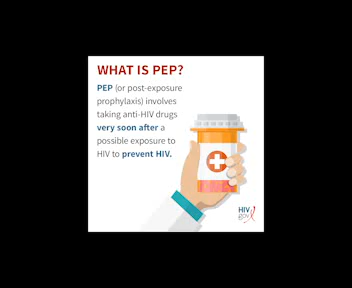 WHAT IS PEP?
PEP (or post-exposure
prophylaxis) involves
taking anti-HIV drugs
very soon after a
possible exposure to
HIV to prevent HIV.
HIV
gov